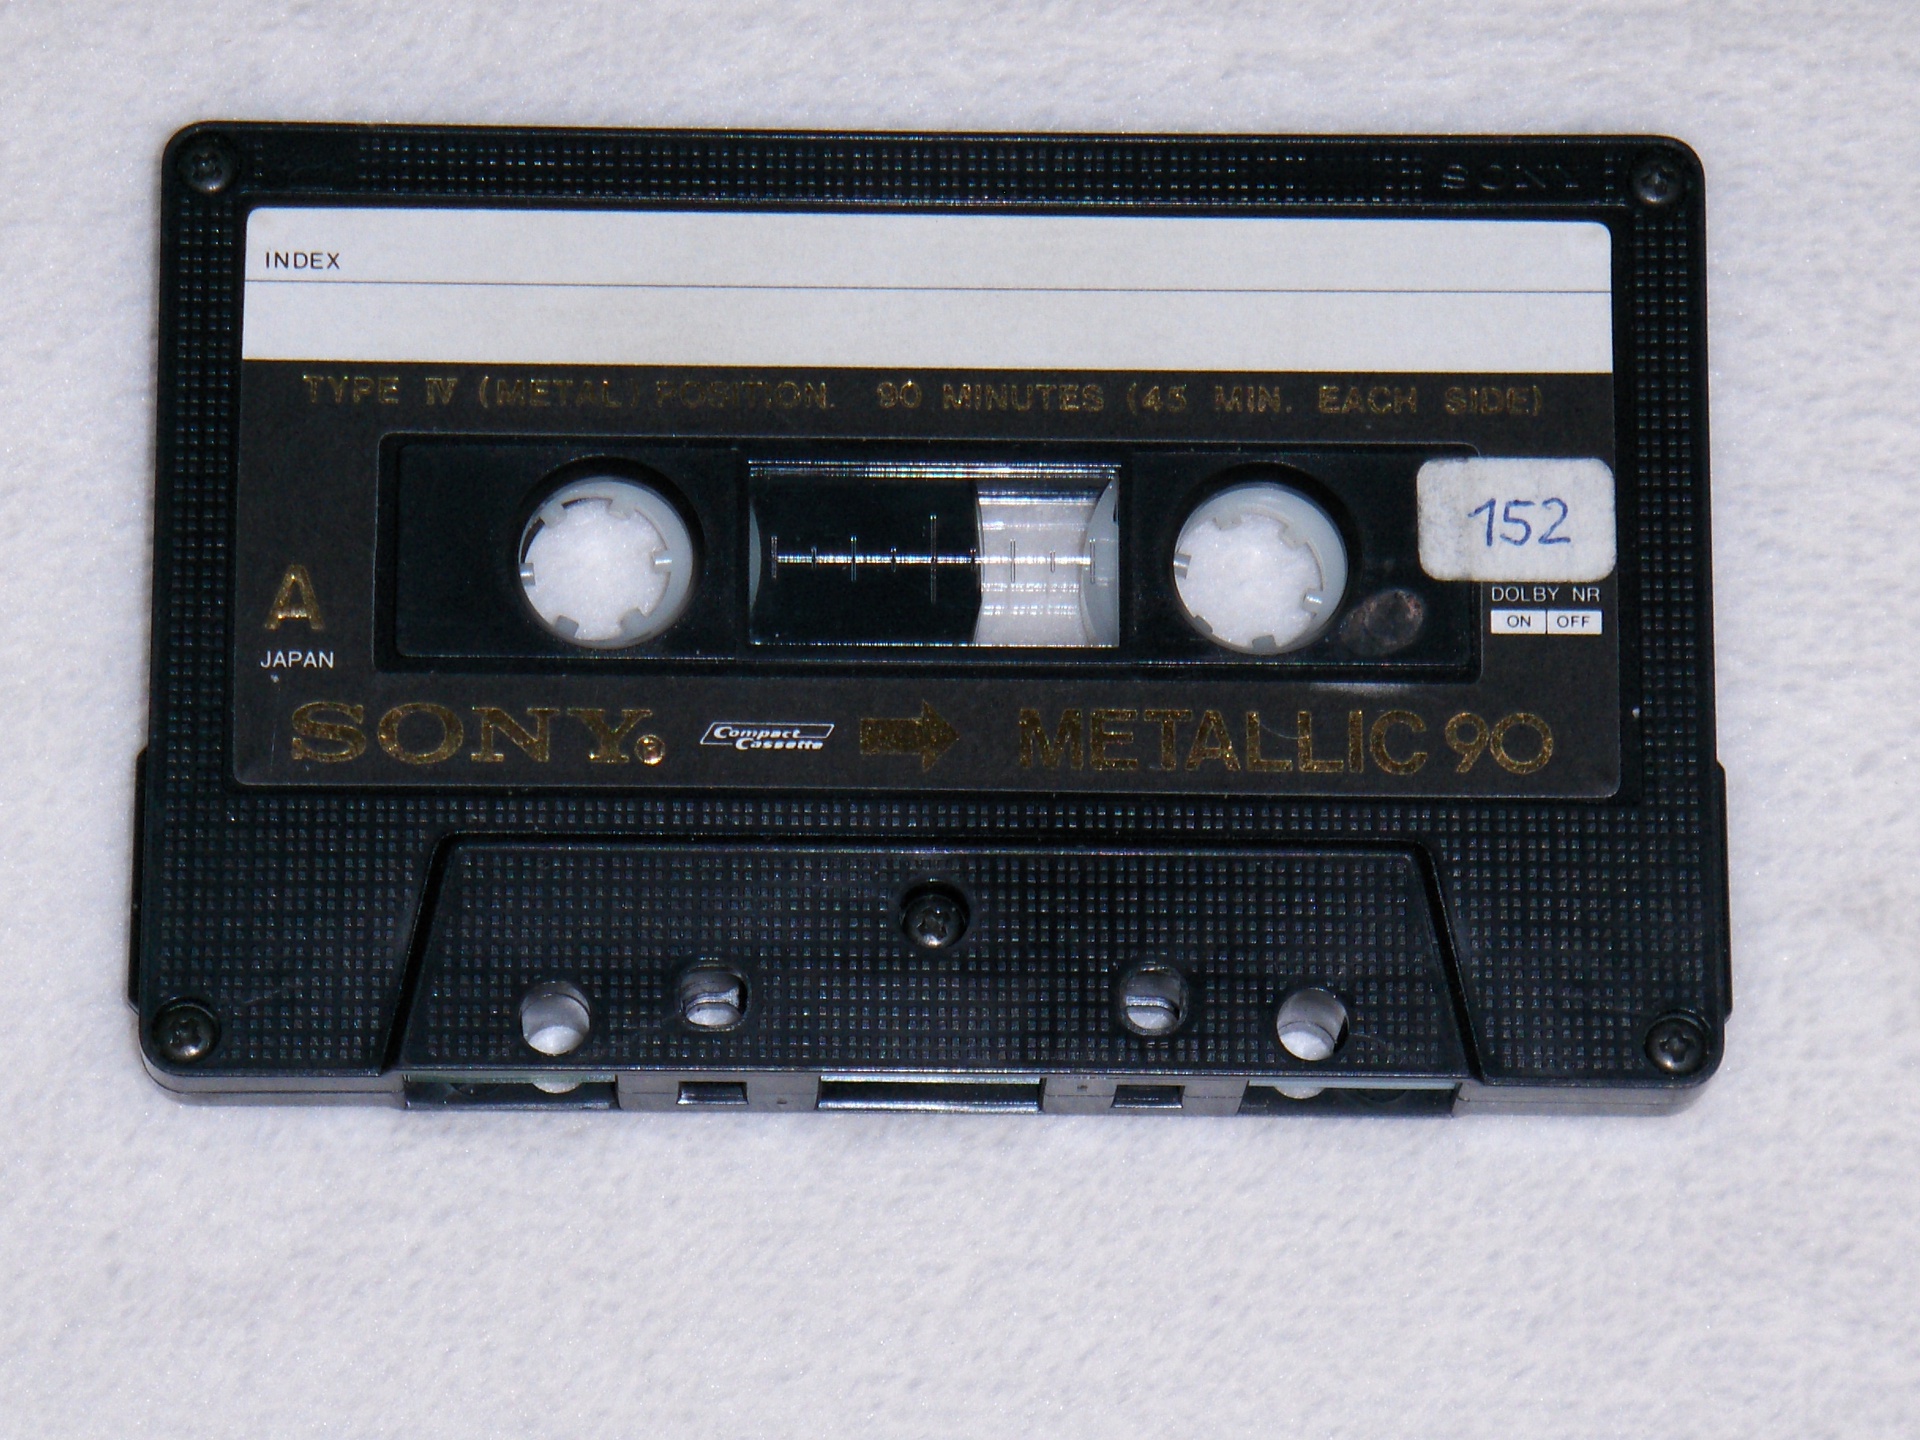 SONY
INDEX
TYPE IV (METAL) POSITION. 90 MINUTES (45 MIN. EACH SIDE)
152
A
DOLBY NR
ON OFF
JAPAN
SONY® Compact Cassette METALLIC 90